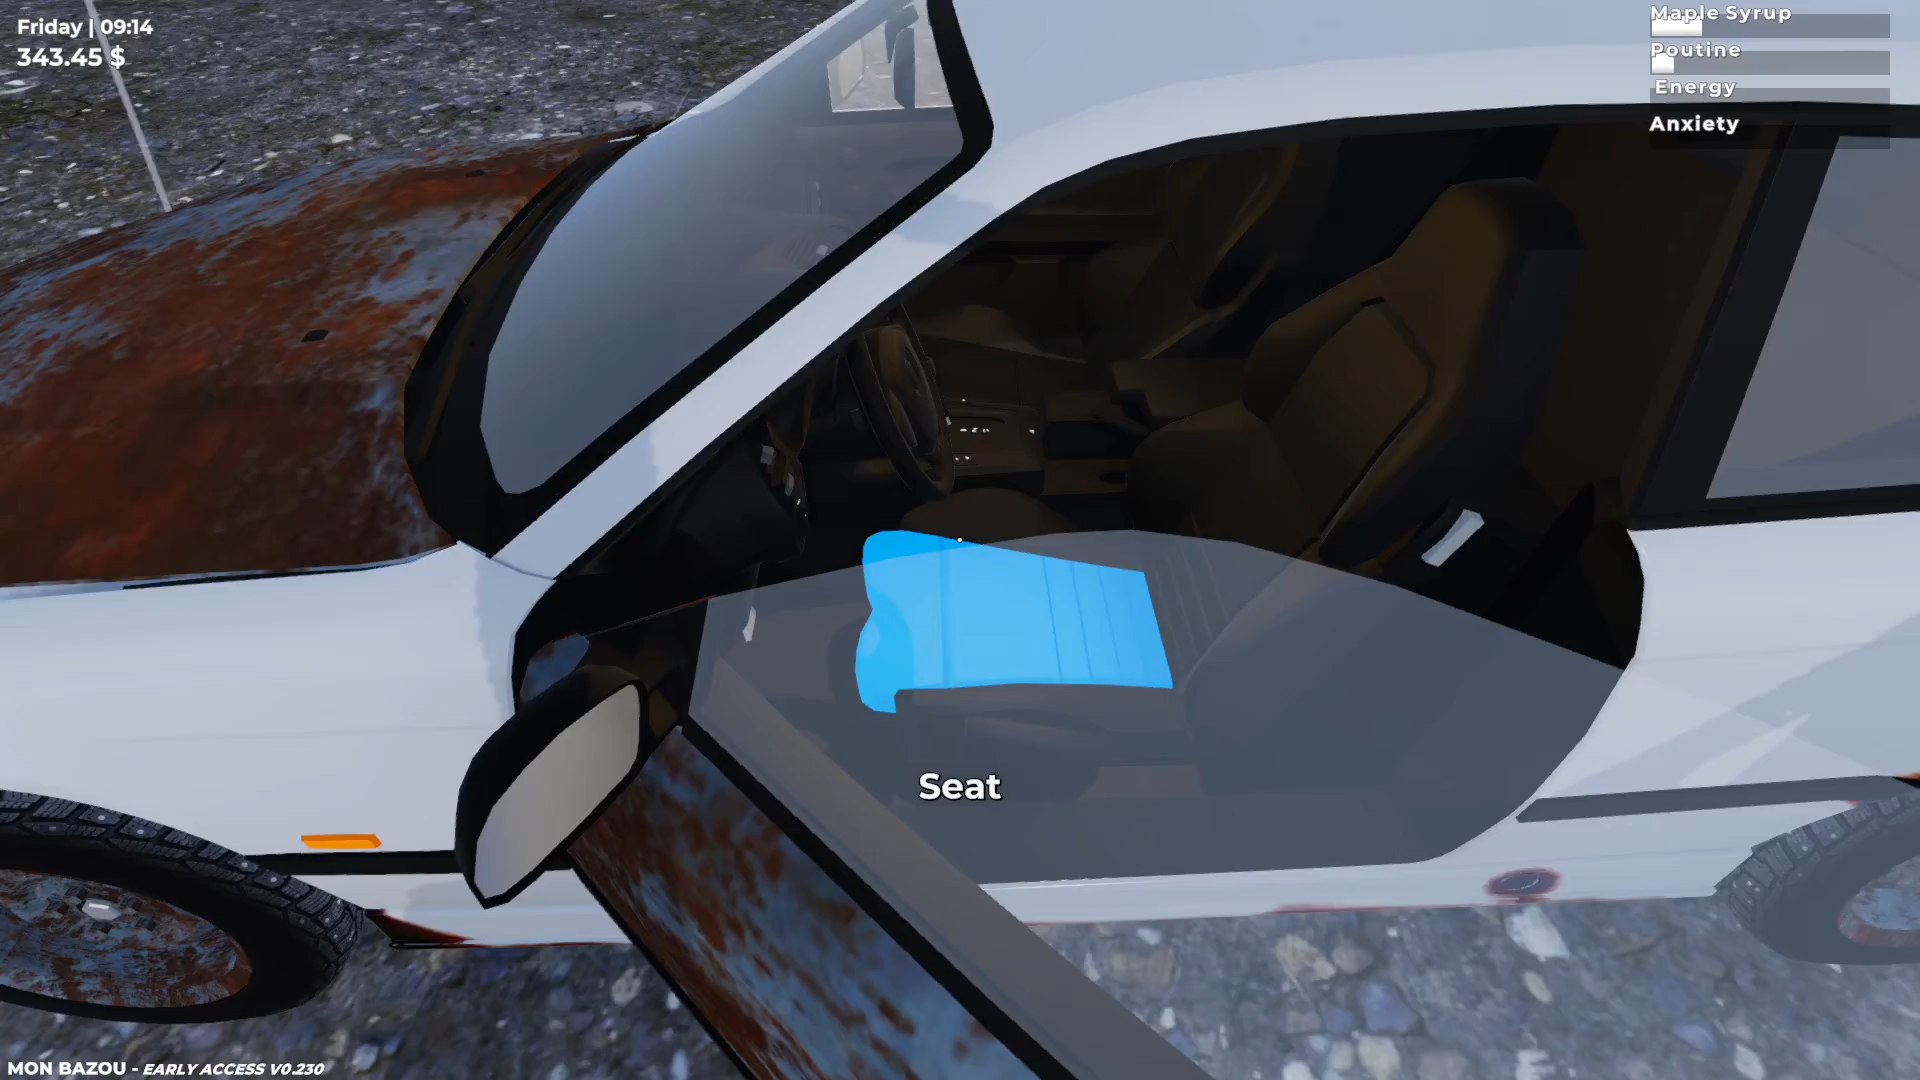 Friday | 09:14
343.45 $
Maple Syrup
Poutine
Energy
Anxiety
Seat
MON BAZOU - EARLY ACCESS V0.230